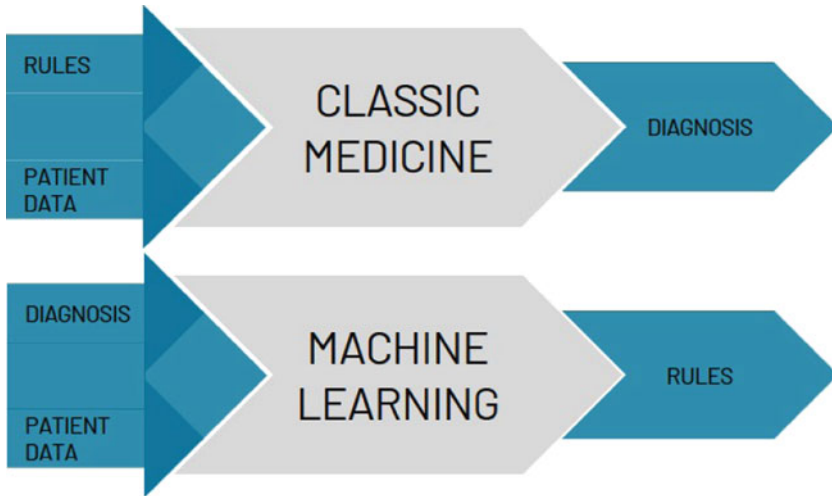 RULES
PATIENT
DATA
CLASSIC
MEDICINE
DIAGNOSIS
DIAGNOSIS
PATIENT
DATA
MACHINE
LEARNING
RULES